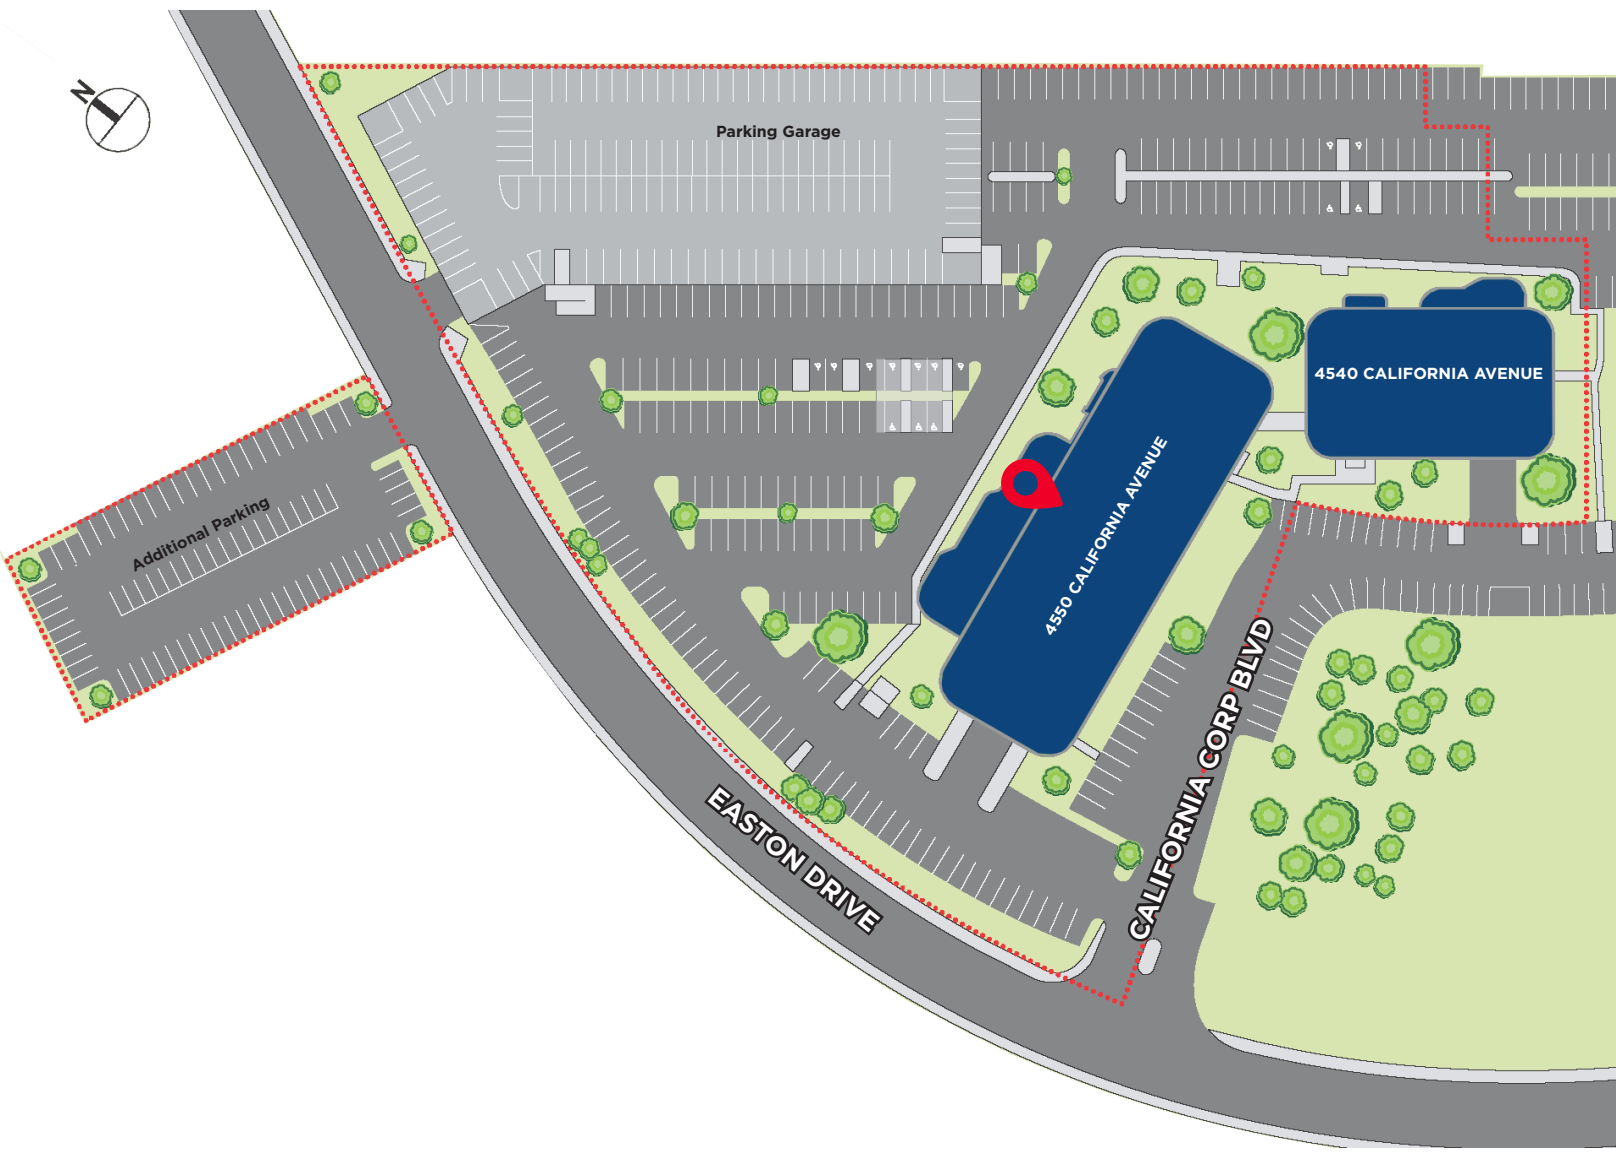 N
Parking Garage
4540 CALIFORNIA AVENUE
4550 CALIFORNIA AVENUE
Additional Parking
CALIFORNIA CORP BLVD
EASTON DRIVE